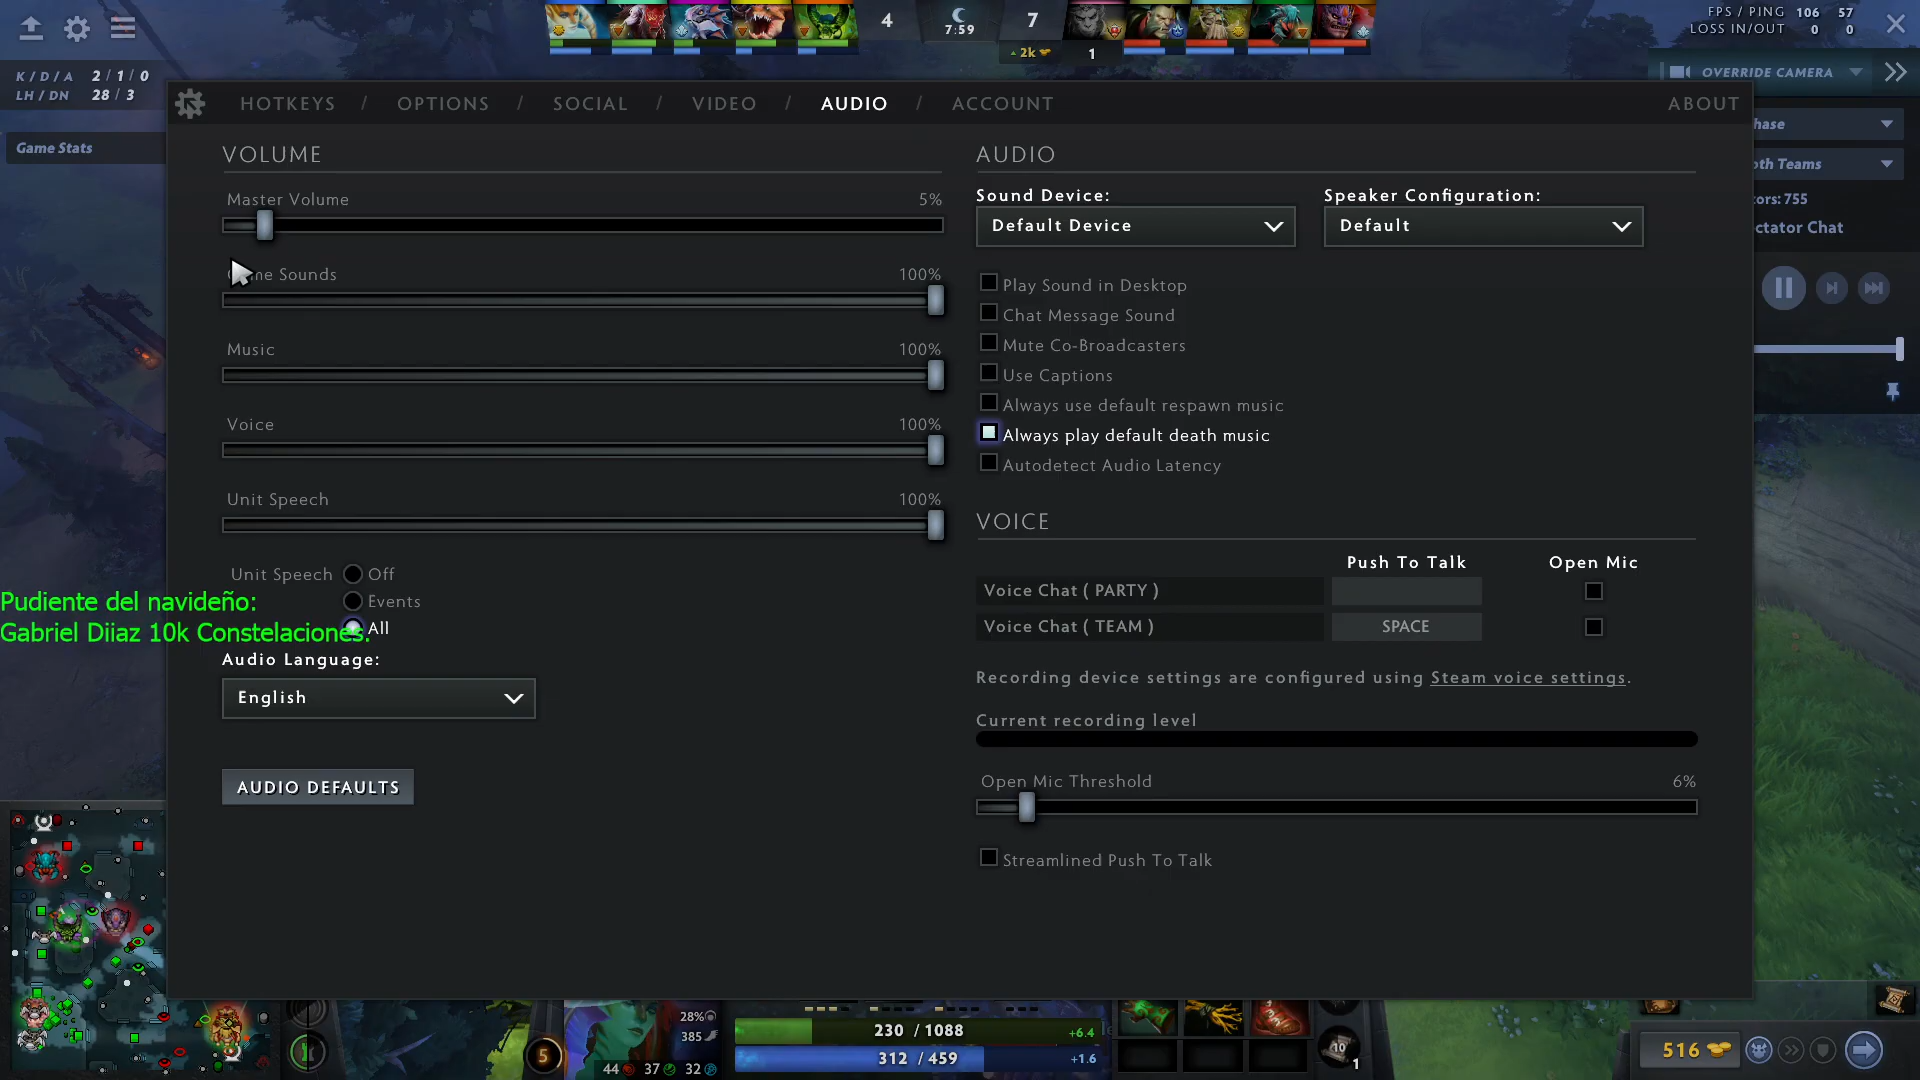 4
7:59
7
2k
1
FPS / PING 106 57
LOSS IN/OUT 0 0
K / D / A 2 / 1 / 0
LH / DN 28 / 3
OVERRIDE CAMERA
HOTKEYS / OPTIONS / SOCIAL / VIDEO / AUDIO / ACCOUNT
ABOUT
Game Stats
hase
oth Teams
tors: 755
ectator Chat
VOLUME
Master Volume 5%
me Sounds 100%
Music 100%
Voice 100%
Unit Speech 100%
Unit Speech Off
Events
All
Pudiente del navideño:
Gabriel Diiaz 10k Constelaciones.
Audio Language:
English
AUDIO DEFAULTS
AUDIO
Sound Device: Speaker Configuration:
Default Device Default
Play Sound in Desktop
Chat Message Sound
Mute Co-Broadcasters
Use Captions
Always use default respawn music
Always play default death music
Autodetect Audio Latency
VOICE
Push To Talk Open Mic
Voice Chat ( PARTY )
Voice Chat ( TEAM ) SPACE
Recording device settings are configured using Steam voice settings.
Current recording level
Open Mic Threshold 6%
Streamlined Push To Talk
5
28%
385
44 37 32
230 / 1088 +6.4
312 / 459 +1.6
10
1
516